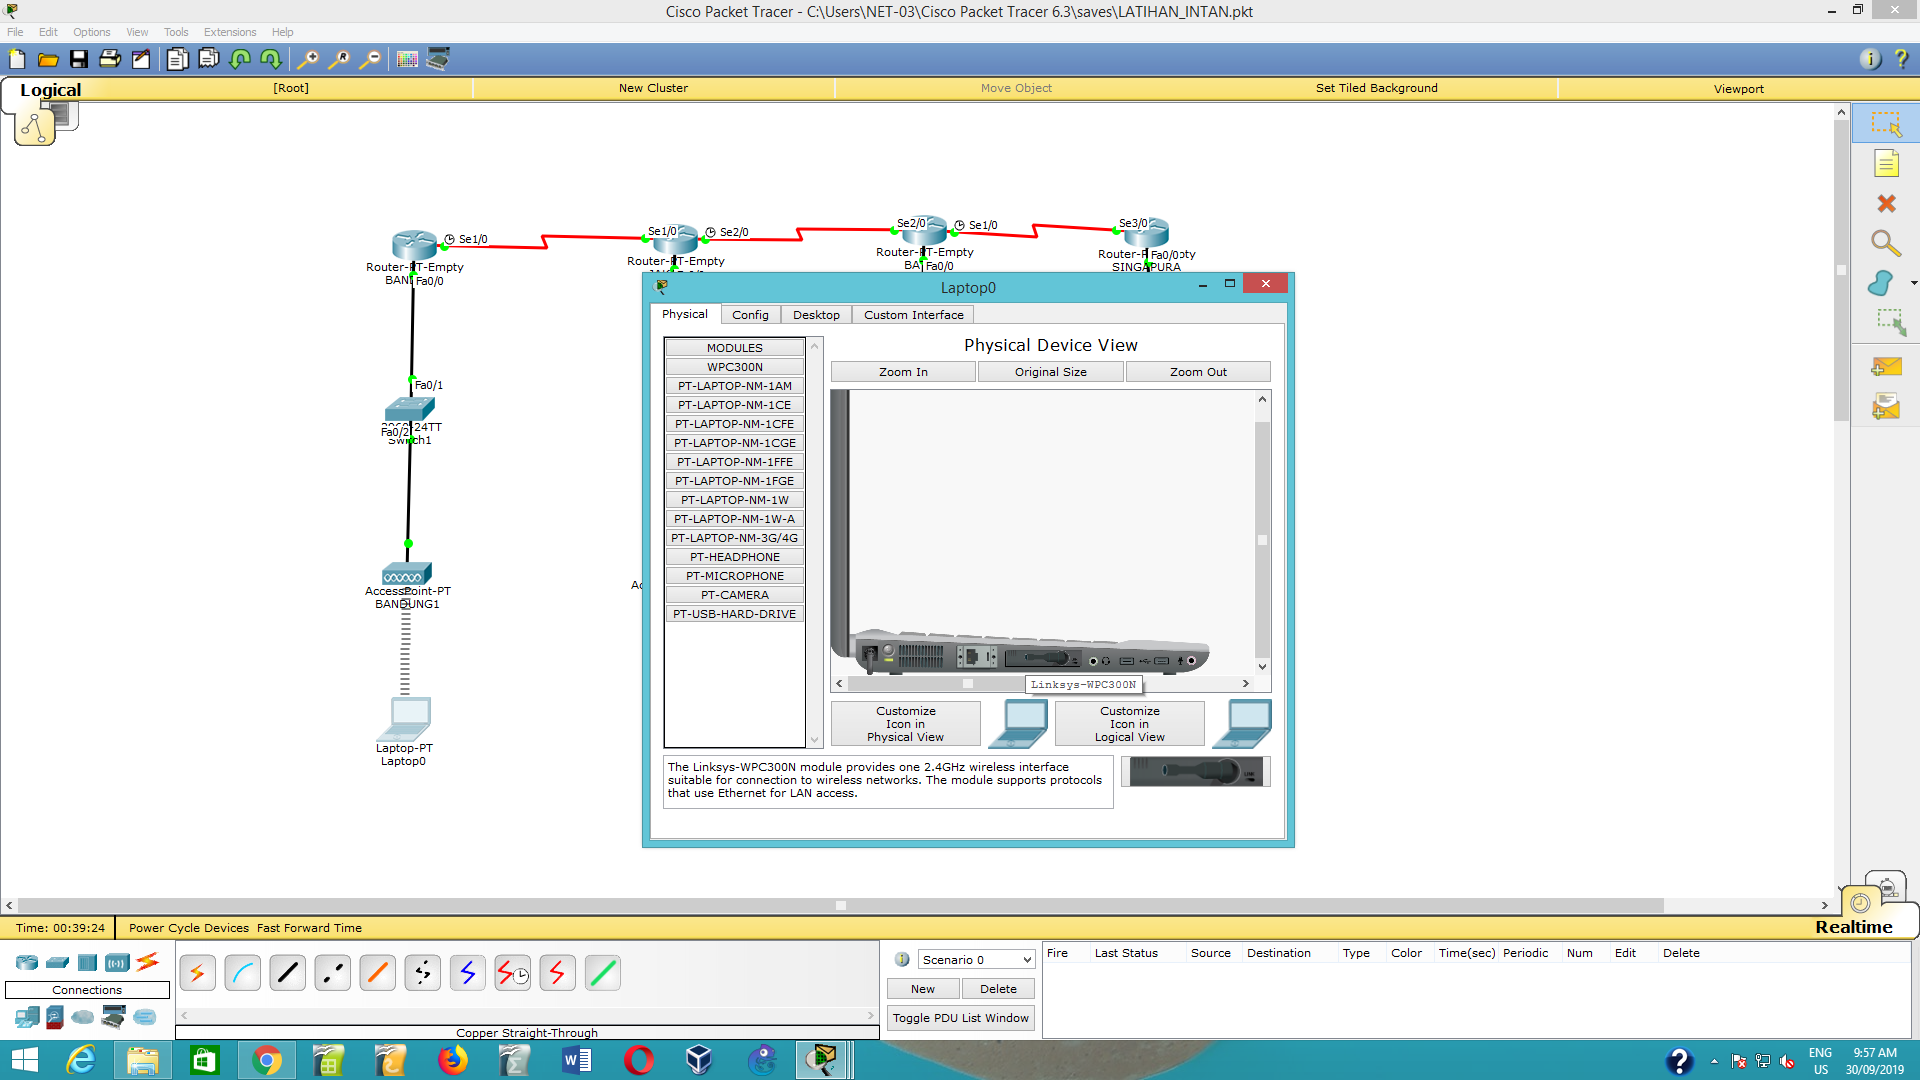 Cisco Packet Tracer - C:\Users\NET-03\Cisco Packet Tracer 6.3\saves\LATIHAN_INTAN.pkt
File Edit Options View Tools Extensions Help
Logical [Root] New Cluster Move Object Set Tiled Background Viewport
Se1/0 Se1/0 Se2/0 Se2/0 Se1/0 Se3/0
Router-PT-Empty Router-PT-Empty Router-PT-Empty
Fa0/0 Fa0/0 Fa0/0
SINGAPURA
Fa0/1
Fa0/2
Switch1
AccessPoint-PT
BANDUNG1
Laptop-PT
Laptop0
Laptop0
Physical Config Desktop Custom Interface
MODULES
WPC300N
PT-LAPTOP-NM-1AM
PT-LAPTOP-NM-1CE
PT-LAPTOP-NM-1CFE
PT-LAPTOP-NM-1CGE
PT-LAPTOP-NM-1FFE
PT-LAPTOP-NM-1FGE
PT-LAPTOP-NM-1W
PT-LAPTOP-NM-1W-A
PT-LAPTOP-NM-3G/4G
PT-HEADPHONE
PT-MICROPHONE
PT-CAMERA
PT-USB-HARD-DRIVE
Physical Device View
Zoom In Original Size Zoom Out
Linksys-WPC300N
Customize
Icon in
Physical View
Customize
Icon in
Logical View
The Linksys-WPC300N module provides one 2.4GHz wireless interface
suitable for connection to wireless networks. The module supports protocols
that use Ethernet for LAN access.
Time: 00:39:24 Power Cycle Devices Fast Forward Time
Realtime
Connections
Copper Straight-Through
Scenario 0
New Delete
Toggle PDU List Window
Fire Last Status Source Destination Type Color Time(sec) Periodic Num Edit Delete
ENG
US
9:57 AM
30/09/2019